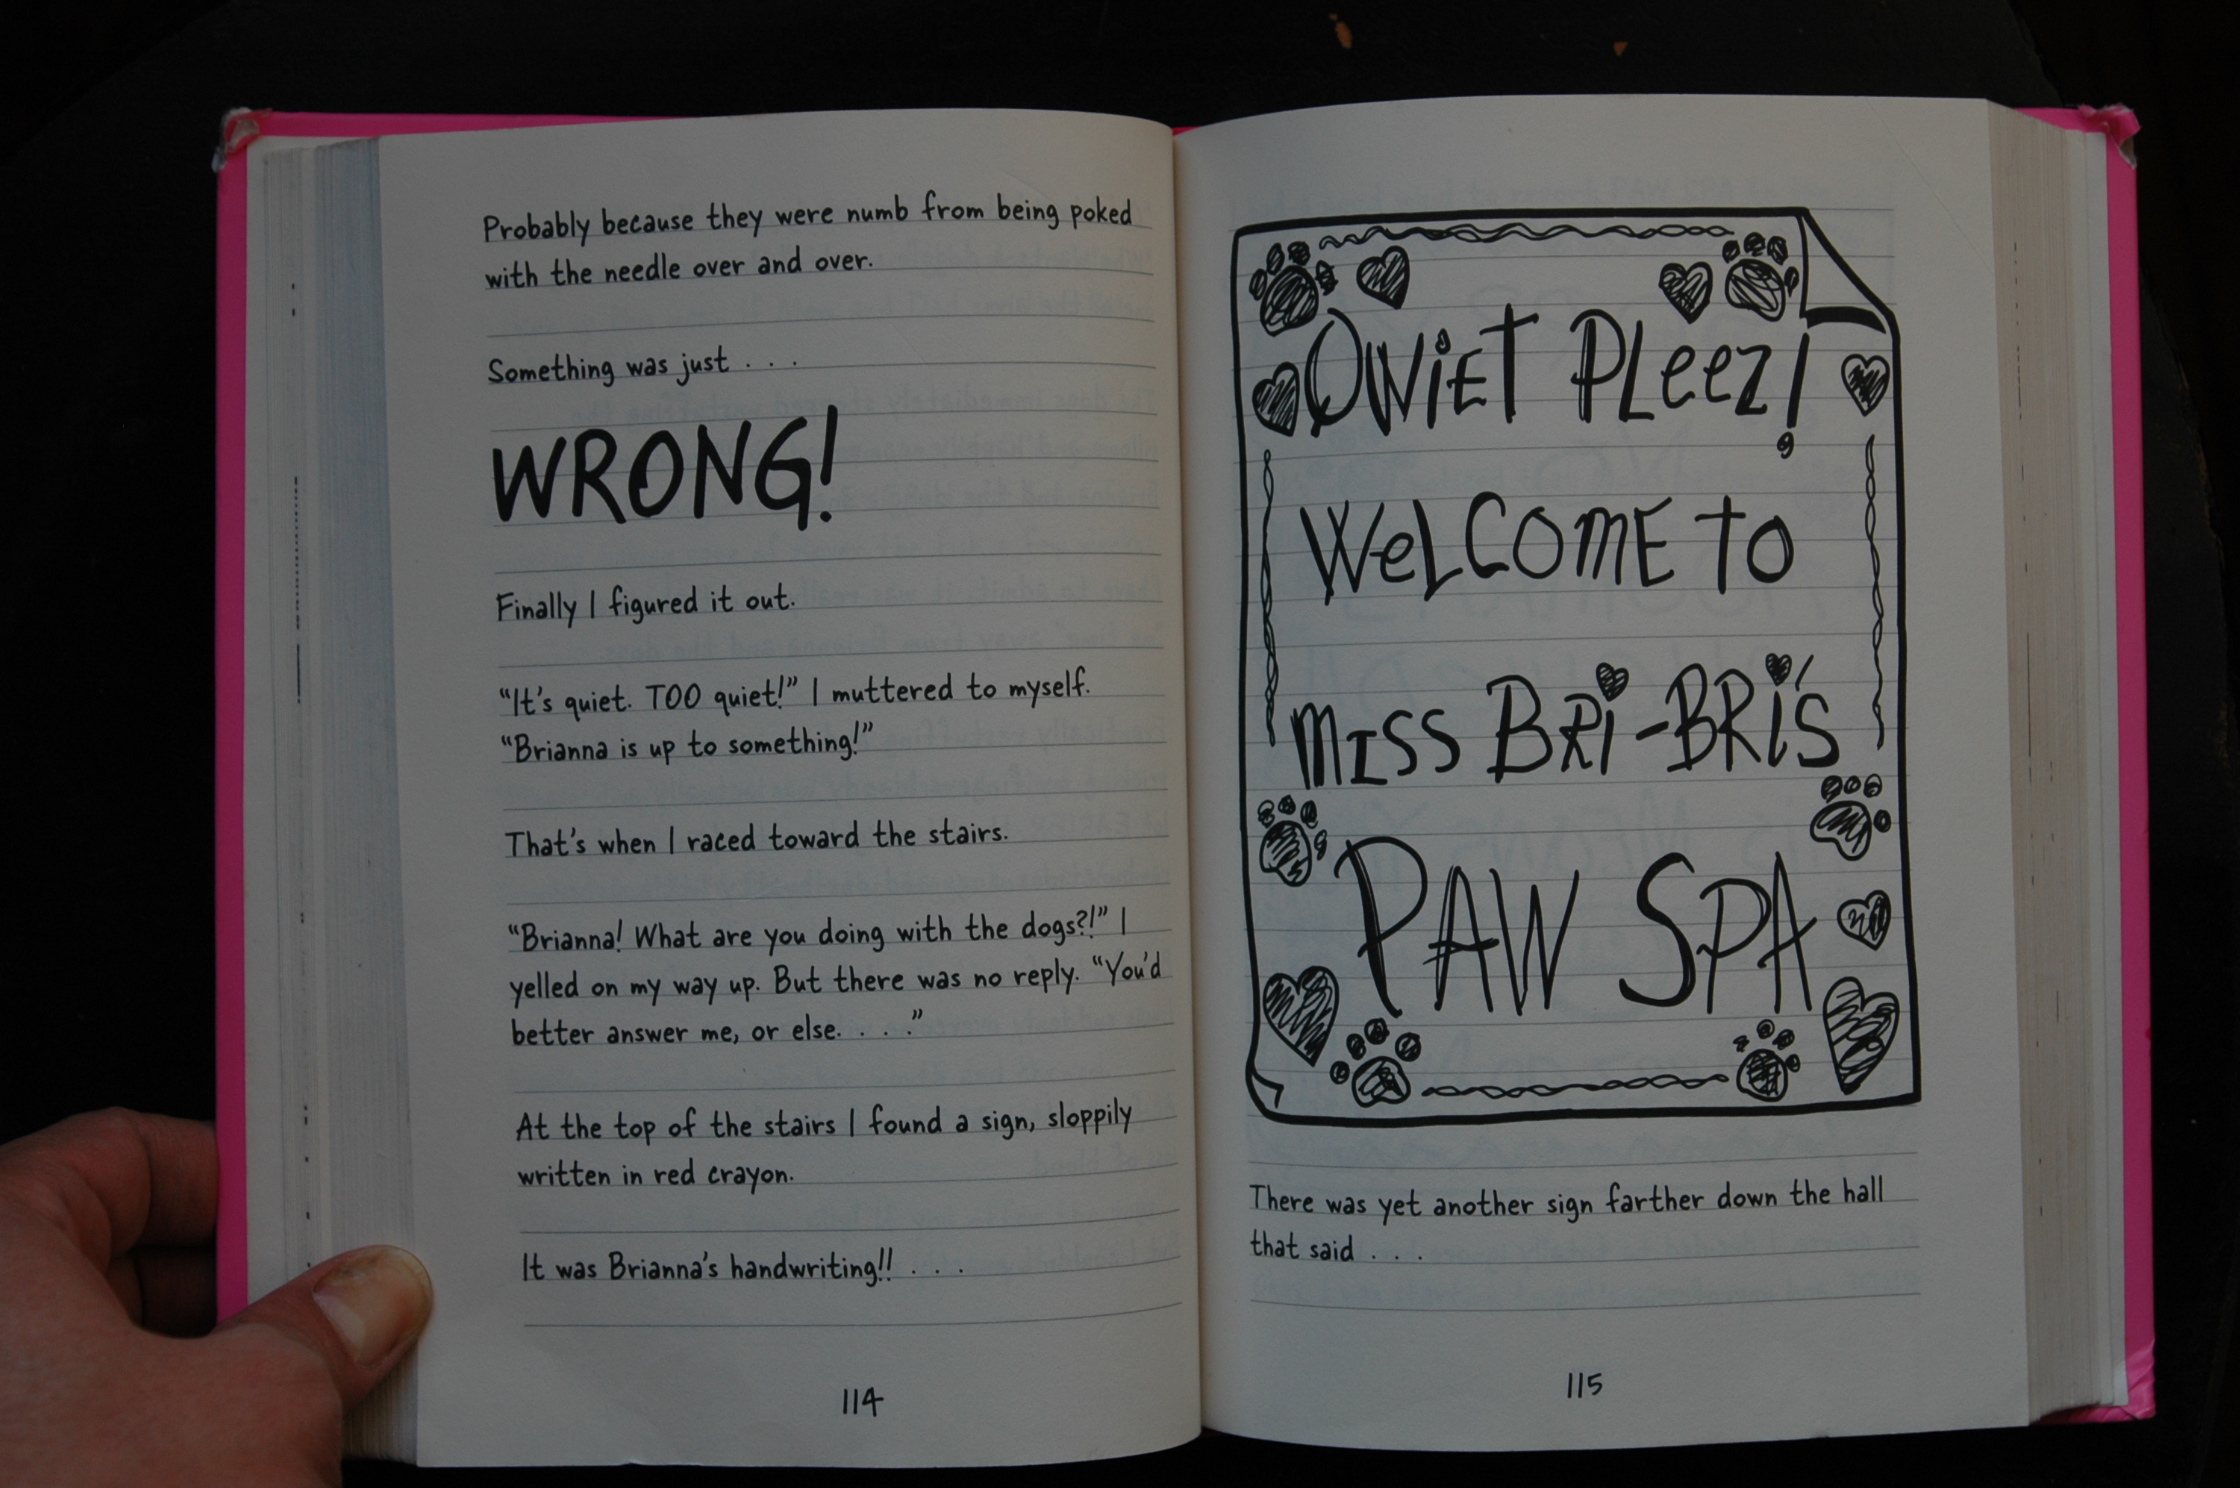 Probably because they were numb from being poked
with the needle over and over.
Something was just . . .
WRONG!
Finally I figured it out.
“It’s quiet. TOO quiet!” I muttered to myself.
“Brianna is up to something!”
That’s when I raced toward the stairs.
“Brianna! What are you doing with the dogs?!” I
yelled on my way up. But there was no reply. “You’d
better answer me, or else. . . .”
At the top of the stairs I found a sign, sloppily
written in red crayon.
It was Brianna’s handwriting!! . . .
114
QWiET PLeeZ!
WeLCOmE To
mISS BRi-BRi’S
PAW SPA
There was yet another sign farther down the hall
that said . . .
115